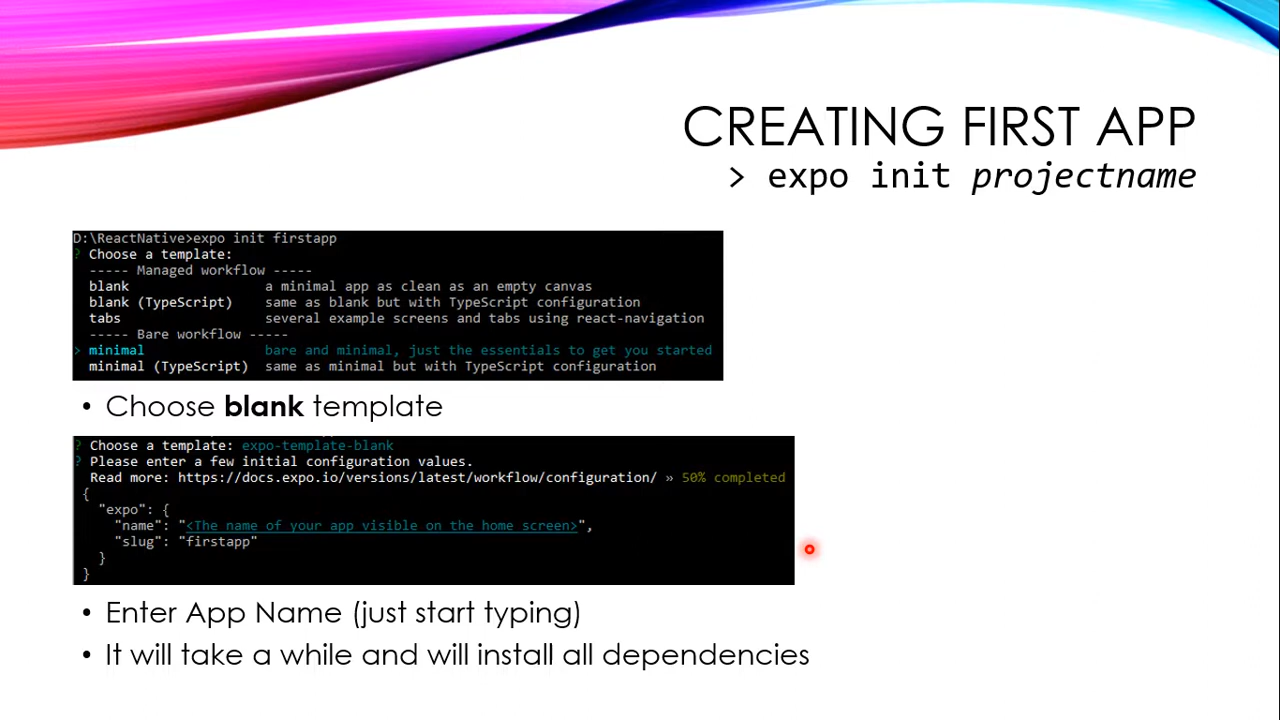 CREATING FIRST APP
> expo init projectname
D:\ReactNative>expo init firstapp
? Choose a template:
----- Managed workflow -----
blank a minimal app as clean as an empty canvas
blank (TypeScript) same as blank but with TypeScript configuration
tabs several example screens and tabs using react-navigation
----- Bare workflow -----
> minimal bare and minimal, just the essentials to get you started
minimal (TypeScript) same as minimal but with TypeScript configuration
• Choose blank template
? Choose a template: expo-template-blank
? Please enter a few initial configuration values.
Read more: https://docs.expo.io/versions/latest/workflow/configuration/ » 50% completed
{
"expo": {
"name": "<The name of your app visible on the home screen>",
"slug": "firstapp"
}
}
• Enter App Name (just start typing)
• It will take a while and will install all dependencies